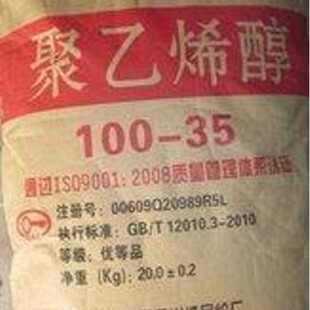 聚乙烯醇
100-35
通过ISO9001:2008质量管理体系认证
注册号: 00609Q20989R5L
执行标准: GB/T 12010.3-2010
等级: 优等品
净重 (Kg): 20.0±0.2